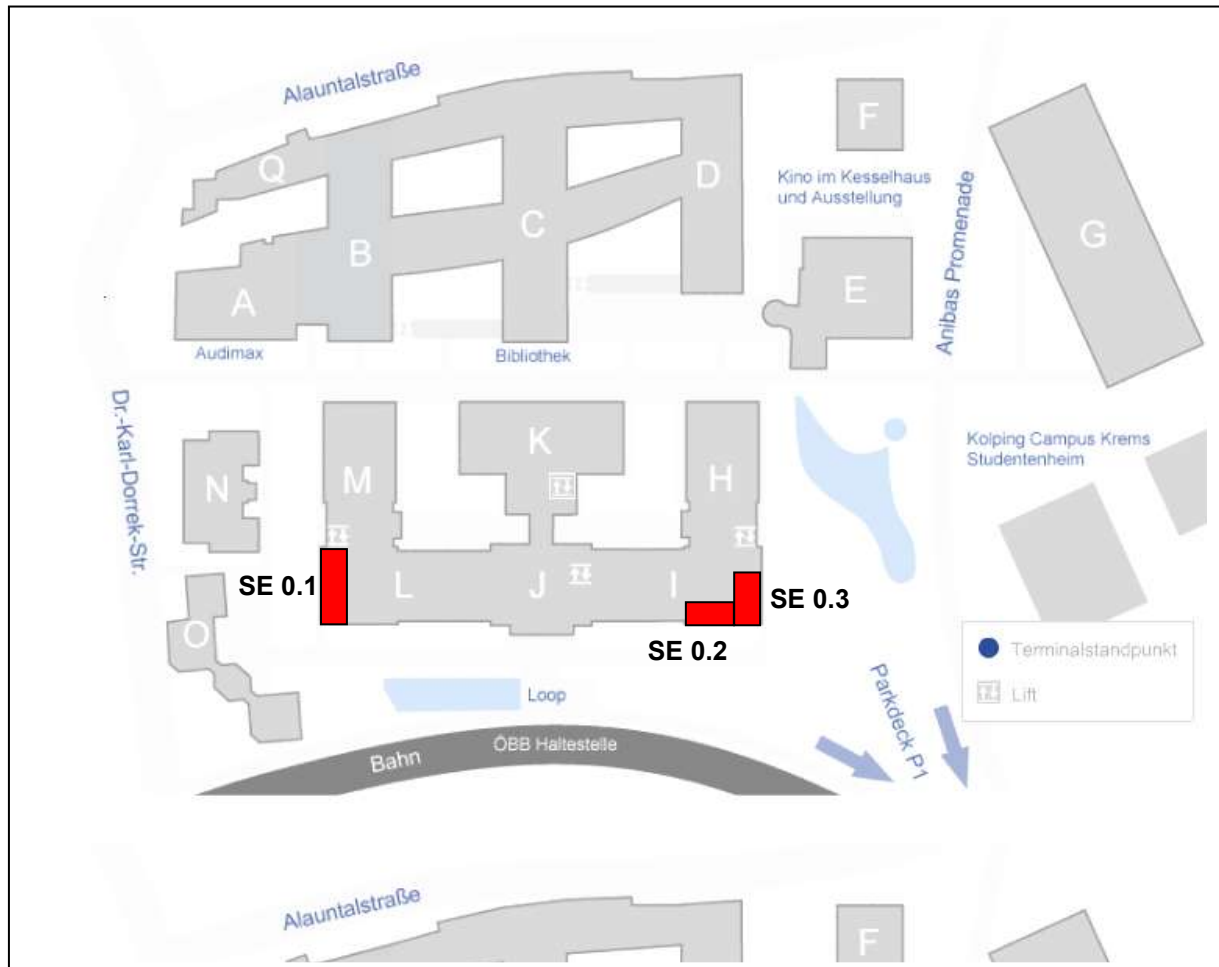 Alauntalstraße
F
Q
Kino im Kesselhaus
und Ausstellung
D
C
G
B
E
A
Anibas Promenade
Audimax
Bibliothek
Dr.-Karl-Dorrek-Str.
K
Kolping Campus Krems
Studentenheim
M
H
N
SE 0.1
L
J
I
SE 0.3
O
SE 0.2
Terminalstandpunkt
Lift
Loop
Parkdeck P1
ÖBB Haltestelle
Bahn
Alauntalstraße
F